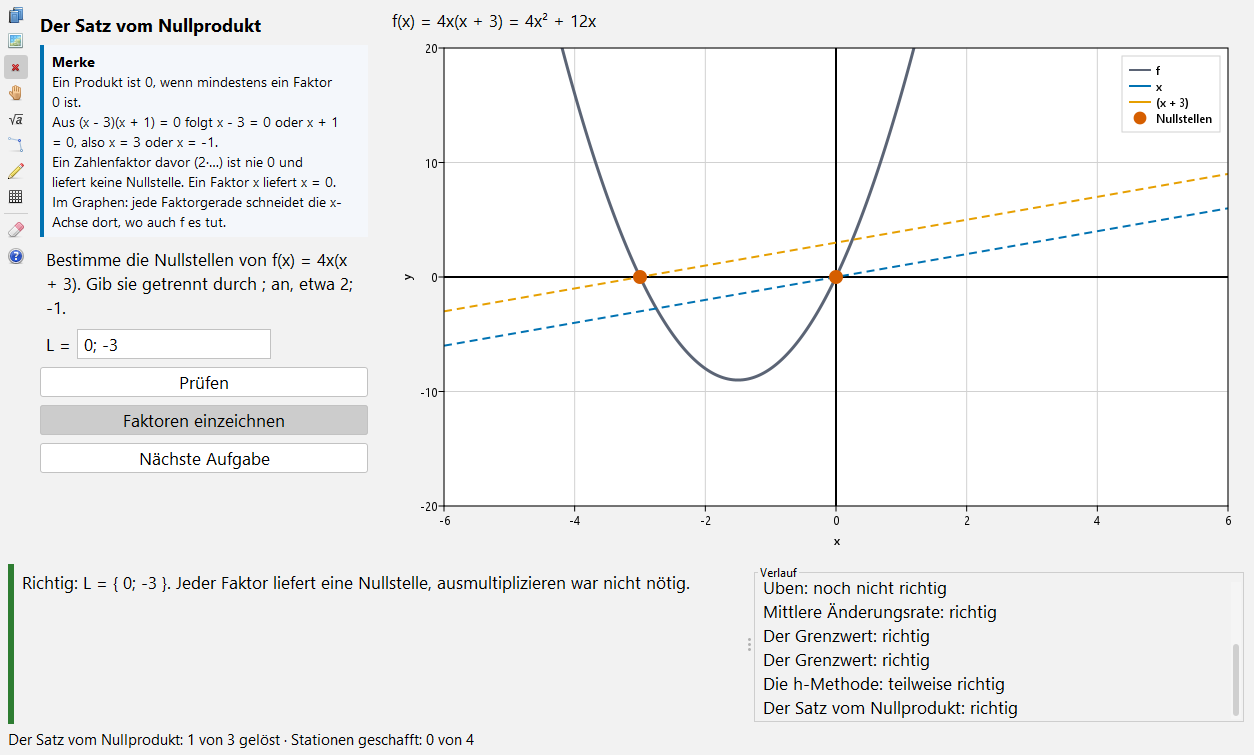 Der Satz vom Nullprodukt
Merke
Ein Produkt ist 0, wenn mindestens ein Faktor
0 ist.
Aus (x - 3)(x + 1) = 0 folgt x - 3 = 0 oder x + 1
= 0, also x = 3 oder x = -1.
Ein Zahlenfaktor davor (2·...) ist nie 0 und
liefert keine Nullstelle. Ein Faktor x liefert x = 0.
Im Graphen: jede Faktorgerade schneidet die x-
Achse dort, wo auch f es tut.
Bestimme die Nullstellen von f(x) = 4x(x
+ 3). Gib sie getrennt durch ; an, etwa 2;
-1.
L = 0; -3
Prüfen
Faktoren einzeichnen
Nächste Aufgabe
√a
?
f(x) = 4x(x + 3) = 4x² + 12x
20
10
0
-10
-20
y
-6 -4 -2 0 2 4 6
x
f
x
(x + 3)
Nullstellen
Richtig: L = { 0; -3 }. Jeder Faktor liefert eine Nullstelle, ausmultiplizieren war nicht nötig.
Verlauf
Üben: noch nicht richtig
Mittlere Änderungsrate: richtig
Der Grenzwert: richtig
Der Grenzwert: richtig
Die h-Methode: teilweise richtig
Der Satz vom Nullprodukt: richtig
Der Satz vom Nullprodukt: 1 von 3 gelöst · Stationen geschafft: 0 von 4